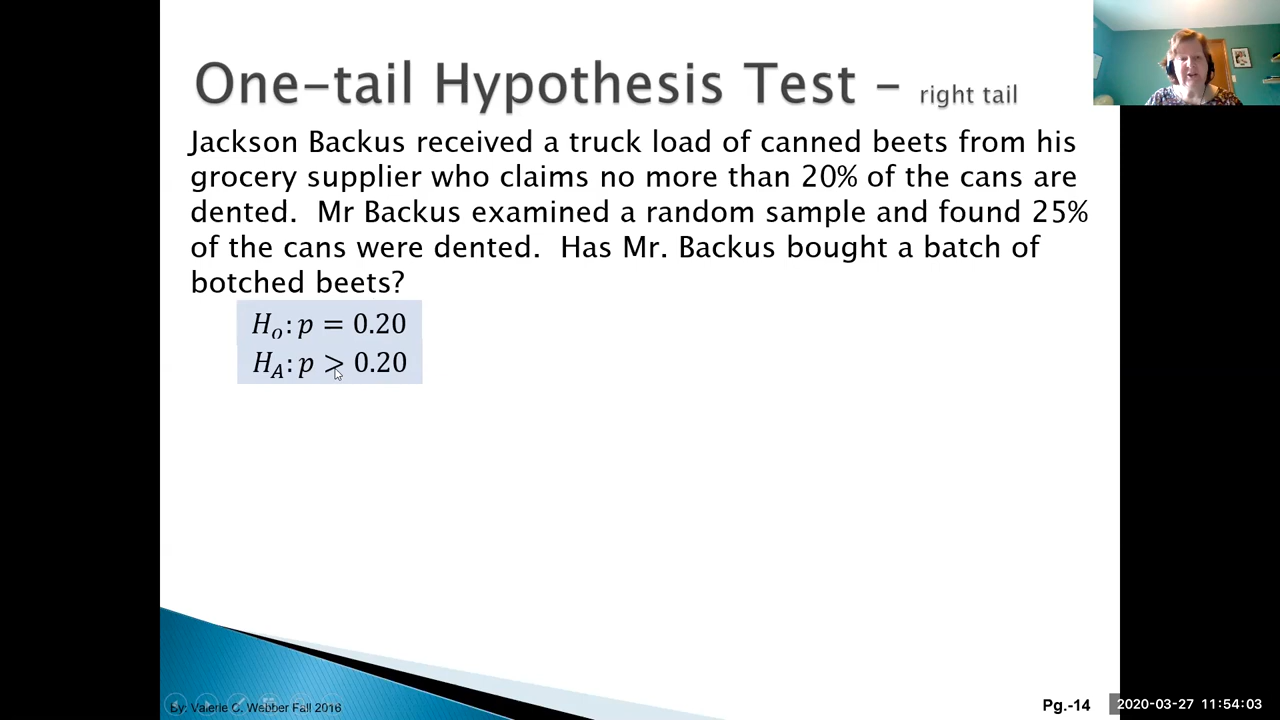 One-tail Hypothesis Test - right tail
Jackson Backus received a truck load of canned beets from his
grocery supplier who claims no more than 20% of the cans are
dented.  Mr Backus examined a random sample and found 25%
of the cans were dented.  Has Mr. Backus bought a batch of
botched beets?
H₀: p = 0.20
H_A: p > 0.20
By: Valerie C. Webber Fall 2016
Pg.-14
2020-03-27 11:54:03